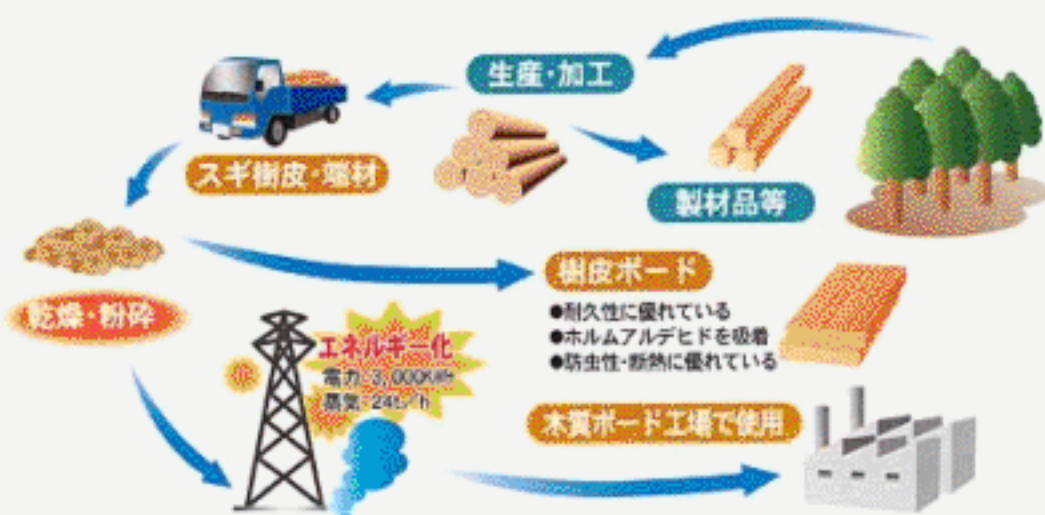 生産・加工
スギ樹皮・端材
製材品等
樹皮ボード
●耐久性に優れている
●ホルムアルデヒドを吸着
●防虫性・断熱に優れている
乾燥・粉砕
エネルギー化
電力・3,000KWh
蒸気・24t/h
木質ボード工場で使用